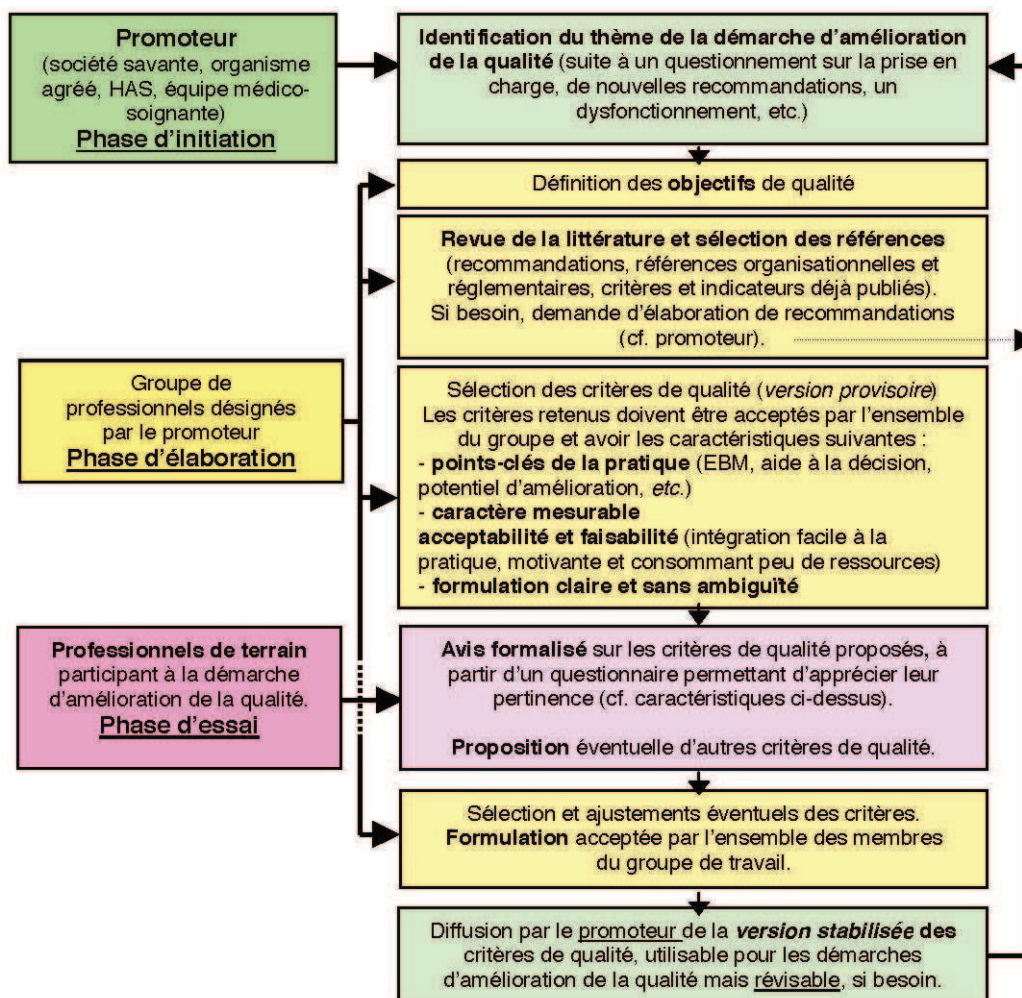 Promoteur
(société savante, organisme
agréé, HAS, équipe médico-
soignante)
Phase d'initiation
Identification du thème de la démarche d'amélioration
de la qualité (suite à un questionnement sur la prise en
charge, de nouvelles recommandations, un
dysfonctionnement, etc.)
Définition des objectifs de qualité
Revue de la littérature et sélection des références
(recommandations, références organisationnelles et
réglementaires, critères et indicateurs déjà publiés).
Si besoin, demande d'élaboration de recommandations
(cf. promoteur).
Groupe de
professionnels désignés
par le promoteur
Phase d'élaboration
Sélection des critères de qualité (version provisoire)
Les critères retenus doivent être acceptés par l'ensemble
du groupe et avoir les caractéristiques suivantes :
- points-clés de la pratique (EBM, aide à la décision,
potentiel d'amélioration, etc.)
- caractère mesurable
acceptabilité et faisabilité (intégration facile à la
pratique, motivante et consommant peu de ressources)
- formulation claire et sans ambiguïté
Professionnels de terrain
participant à la démarche
d'amélioration de la qualité.
Phase d'essai
Avis formalisé sur les critères de qualité proposés, à
partir d'un questionnaire permettant d'apprécier leur
pertinence (cf. caractéristiques ci-dessus).
Proposition éventuelle d'autres critères de qualité.
Sélection et ajustements éventuels des critères.
Formulation acceptée par l'ensemble des membres
du groupe de travail.
Diffusion par le promoteur de la version stabilisée des
critères de qualité, utilisable pour les démarches
d'amélioration de la qualité mais révisable, si besoin.